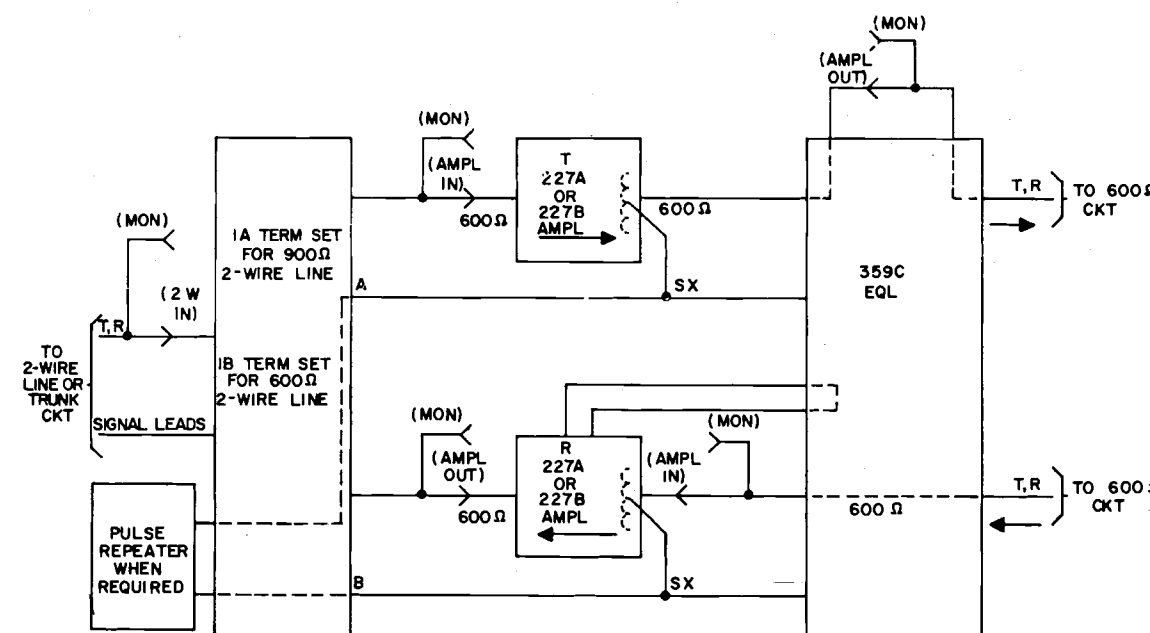 (MON)
(AMPL
OUT)
(MON)
(AMPL
IN)
600Ω
T
227A
OR
227B
AMPL
600Ω
T,R
TO 600Ω
CKT
(MON)
(2 W
IN)
T,R
TO
2-WIRE
LINE OR
TRUNK
CKT
SIGNAL LEADS
1A TERM SET
FOR 900Ω
2-WIRE LINE
1B TERM SET
FOR 600Ω
2-WIRE LINE
A
SX
359C
EQL
(MON)
(AMPL
OUT)
600Ω
R
227A
OR
227B
AMPL
(AMPL
IN)
(MON)
600Ω
T,R
TO 600
CKT
PULSE
REPEATER
WHEN
REQUIRED
B
SX